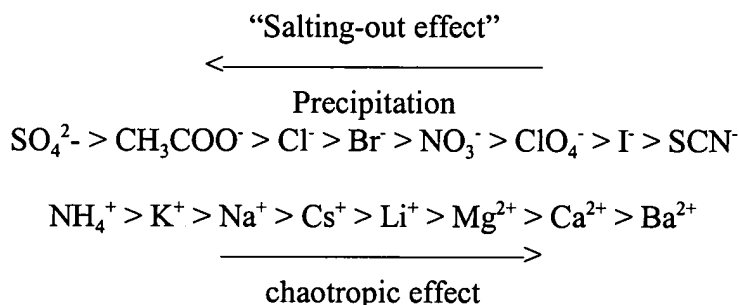 “Salting-out effect”
Precipitation
SO₄²- > CH₃COO⁻ > Cl⁻ > Br⁻ > NO₃⁻ > ClO₄⁻ > I⁻ > SCN⁻
NH₄⁺ > K⁺ > Na⁺ > Cs⁺ > Li⁺ > Mg²⁺ > Ca²⁺ > Ba²⁺
chaotropic effect